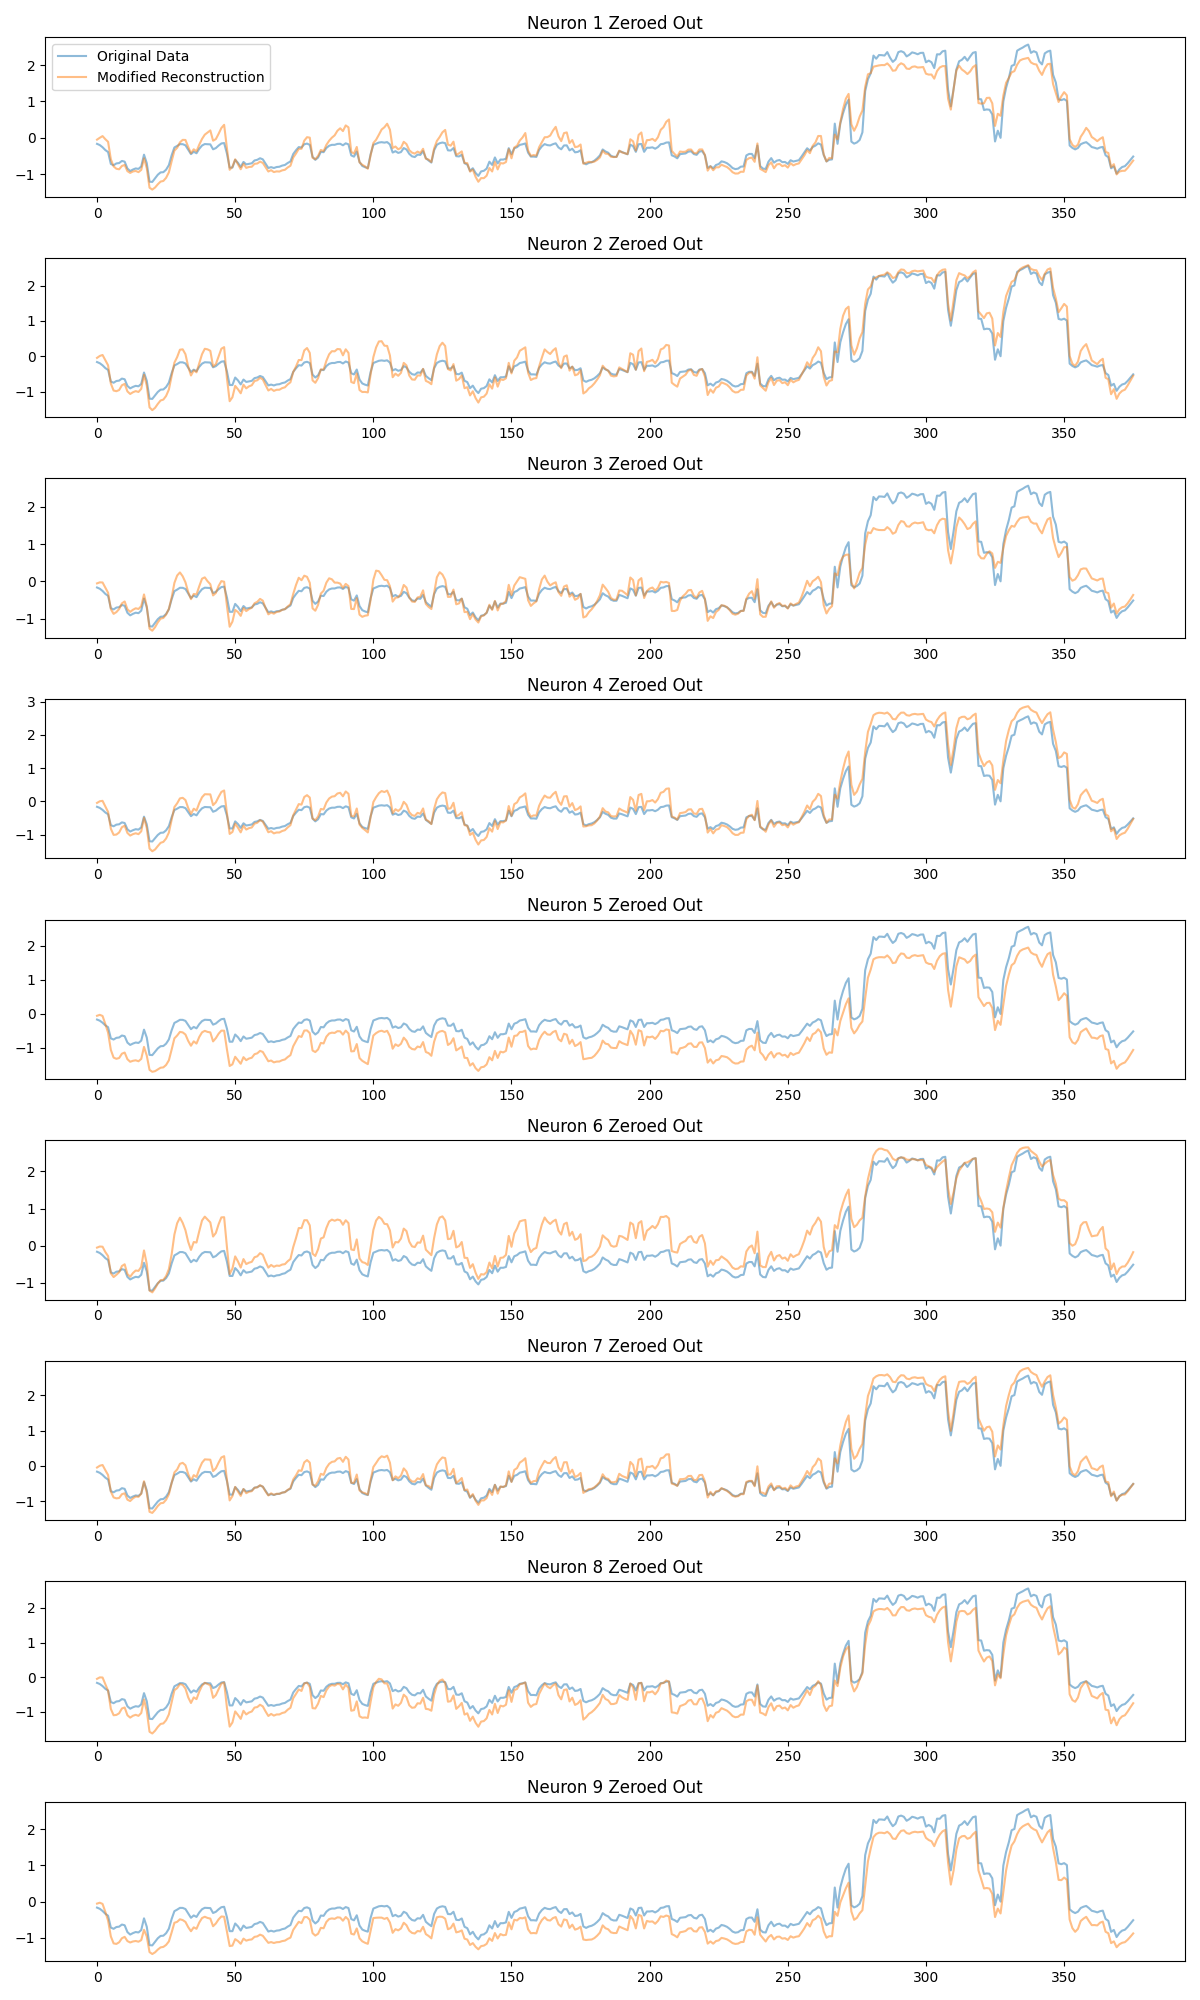 Neuron 1 Zeroed Out
Original Data
Modified Reconstruction
2
1
0
−1
0 50 100 150 200 250 300 350
Neuron 2 Zeroed Out
2
1
0
−1
0 50 100 150 200 250 300 350
Neuron 3 Zeroed Out
2
1
0
−1
0 50 100 150 200 250 300 350
Neuron 4 Zeroed Out
3
2
1
0
−1
0 50 100 150 200 250 300 350
Neuron 5 Zeroed Out
2
1
0
−1
0 50 100 150 200 250 300 350
Neuron 6 Zeroed Out
2
1
0
−1
0 50 100 150 200 250 300 350
Neuron 7 Zeroed Out
2
1
0
−1
0 50 100 150 200 250 300 350
Neuron 8 Zeroed Out
2
1
0
−1
0 50 100 150 200 250 300 350
Neuron 9 Zeroed Out
2
1
0
−1
0 50 100 150 200 250 300 350